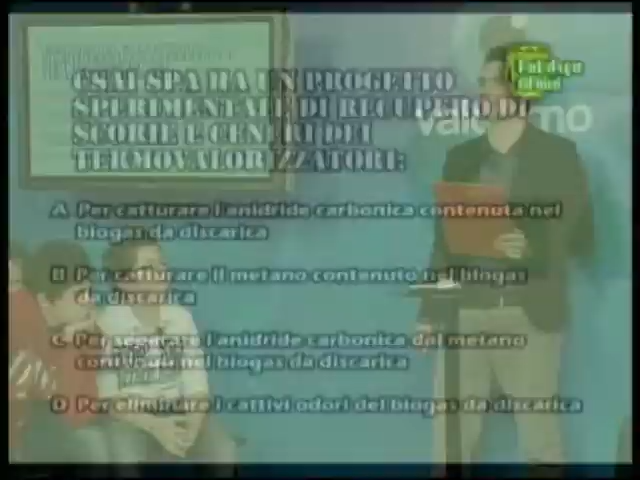 CSAI SPA HA UN PROGETTO
SPERIMENTALE DI RECUPERO DI
SCORIE E CENERI DEI
TERMOVALORIZZATORI:
A Per catturare l'anidride carbonica contenuta nel
biogas da discarica
B Per catturare il metano contenuto nel biogas
da discarica
C Per separare l'anidride carbonica dal metano
contenuti nel biogas da discarica
D Per eliminare i cattivi odori del biogas da discarica